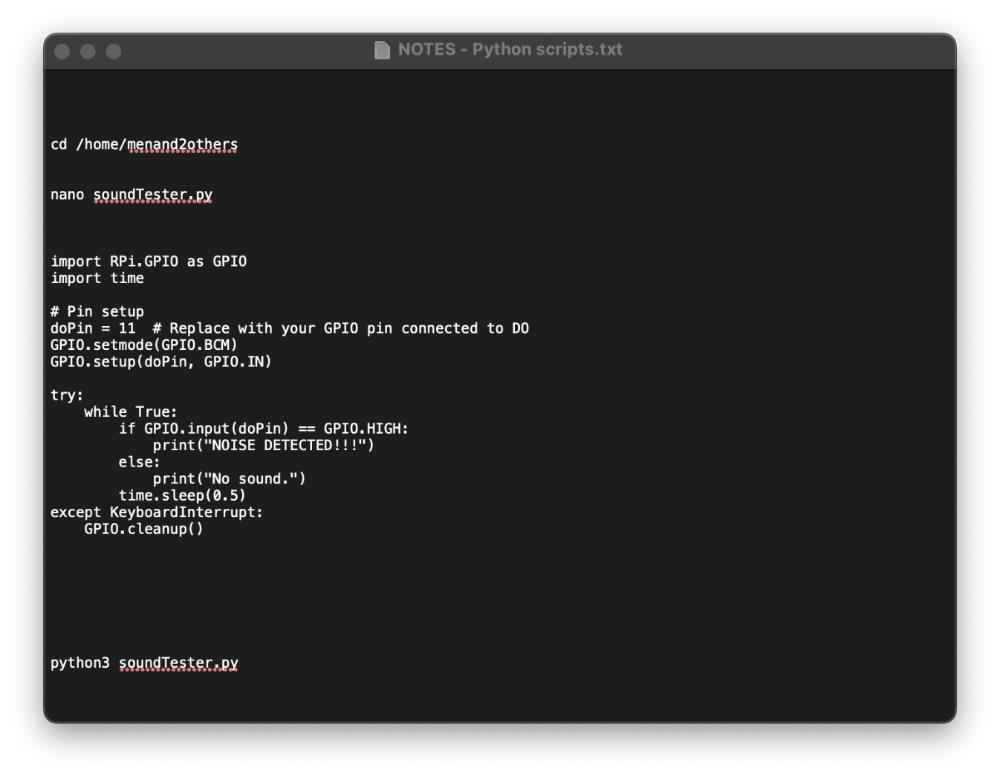 NOTES - Python scripts.txt
cd /home/menand2others
nano soundTester.py
import RPi.GPIO as GPIO
import time
# Pin setup
doPin = 11  # Replace with your GPIO pin connected to DO
GPIO.setmode(GPIO.BCM)
GPIO.setup(doPin, GPIO.IN)
try:
    while True:
        if GPIO.input(doPin) == GPIO.HIGH:
            print("NOISE DETECTED!!!")
        else:
            print("No sound.")
        time.sleep(0.5)
except KeyboardInterrupt:
    GPIO.cleanup()
python3 soundTester.py